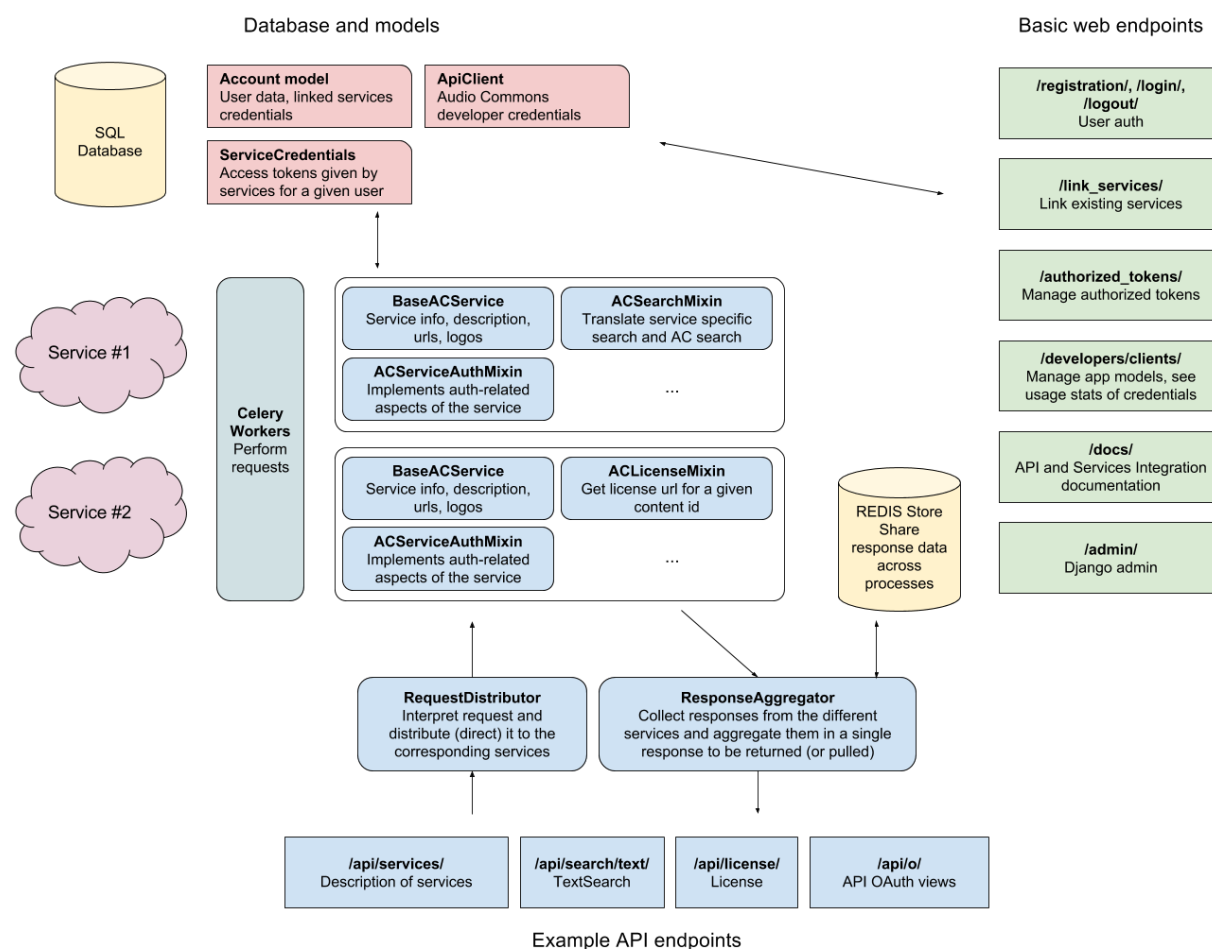 Database and models
Basic web endpoints
SQL
Database
Account model
User data, linked services
credentials
ApiClient
Audio Commons
developer credentials
ServiceCredentials
Access tokens given by
services for a given user
/registration/, /login/,
/logout/
User auth
/link_services/
Link existing services
/authorized_tokens/
Manage authorized tokens
/developers/clients/
Manage app models, see
usage stats of credentials
/docs/
API and Services Integration
documentation
/admin/
Django admin
Service #1
Service #2
Celery
Workers
Perform
requests
BaseACService
Service info, description,
urls, logos
ACSearchMixin
Translate service specific
search and AC search
ACServiceAuthMixin
Implements auth-related
aspects of the service
...
BaseACService
Service info, description,
urls, logos
ACLicenseMixin
Get license url for a given
content id
ACServiceAuthMixin
Implements auth-related
aspects of the service
...
REDIS Store
Share
response data
across
processes
RequestDistributor
Interpret request and
distribute (direct) it to the
corresponding services
ResponseAggregator
Collect responses from the different
services and aggregate them in a single
response to be returned (or pulled)
/api/services/
Description of services
/api/search/text/
TextSearch
/api/license/
License
/api/o/
API OAuth views
Example API endpoints